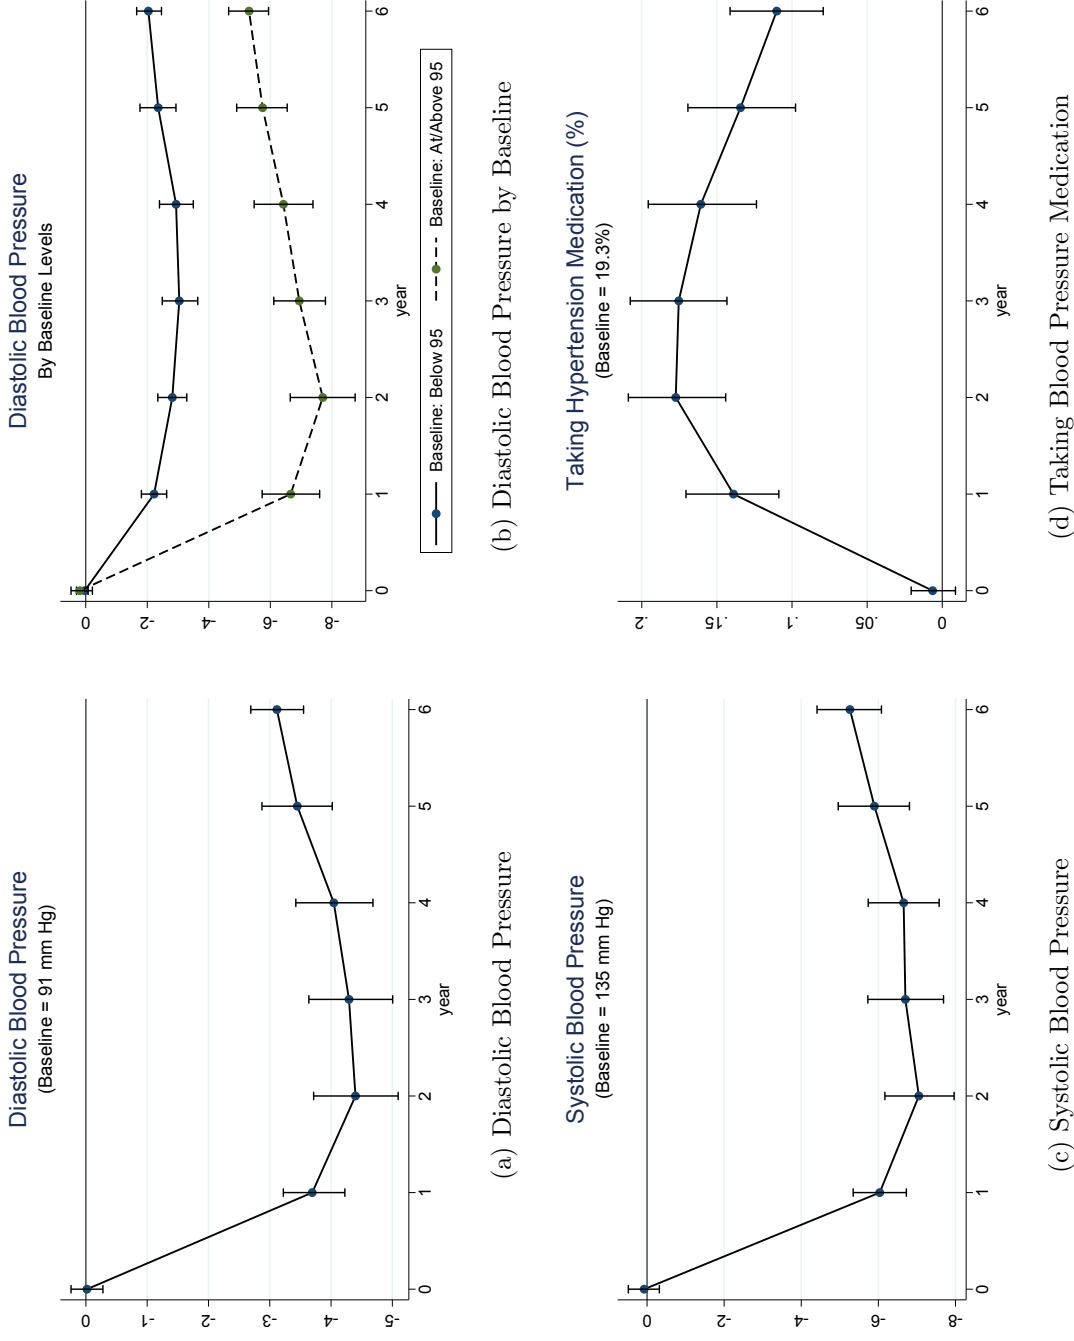 Diastolic Blood Pressure
(Baseline = 91 mm Hg)
0
-1
-2
-3
-4
-5
0 1 2 3 4 5 6
year
(a) Diastolic Blood Pressure
Diastolic Blood Pressure
By Baseline Levels
0
-2
-4
-6
-8
0 1 2 3 4 5 6
year
Baseline: Below 95 Baseline: At/Above 95
(b) Diastolic Blood Pressure by Baseline
Systolic Blood Pressure
(Baseline = 135 mm Hg)
0
-2
-4
-6
-8
0 1 2 3 4 5 6
year
(c) Systolic Blood Pressure
Taking Hypertension Medication (%)
(Baseline = 19.3%)
.2
.15
.1
.05
0
0 1 2 3 4 5 6
year
(d) Taking Blood Pressure Medication